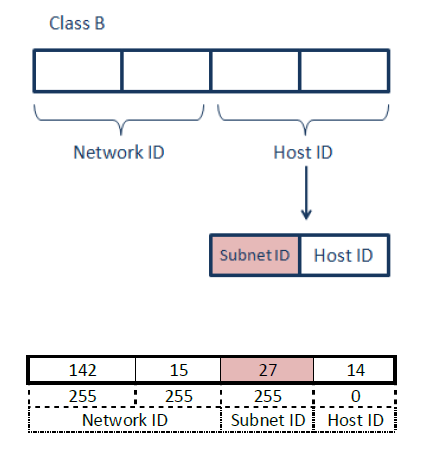 Class B
Network ID Host ID
Subnet ID Host ID
142 15 27 14
255 255 255 0
Network ID Subnet ID Host ID